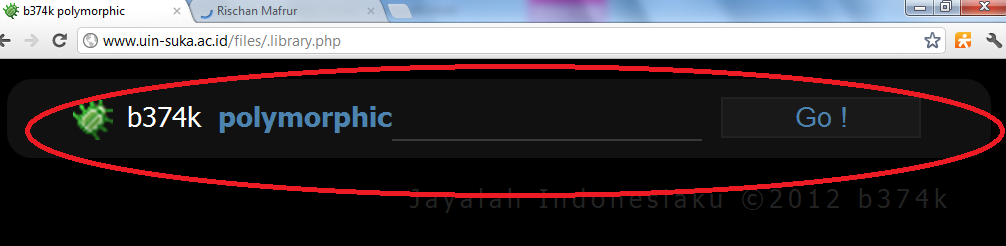 b374k polymorphic
Rischan Mafrur
www.uin-suka.ac.id/files/.library.php
b374k polymorphic Go !
Jayalah Indonesiaku ©2012 b374k